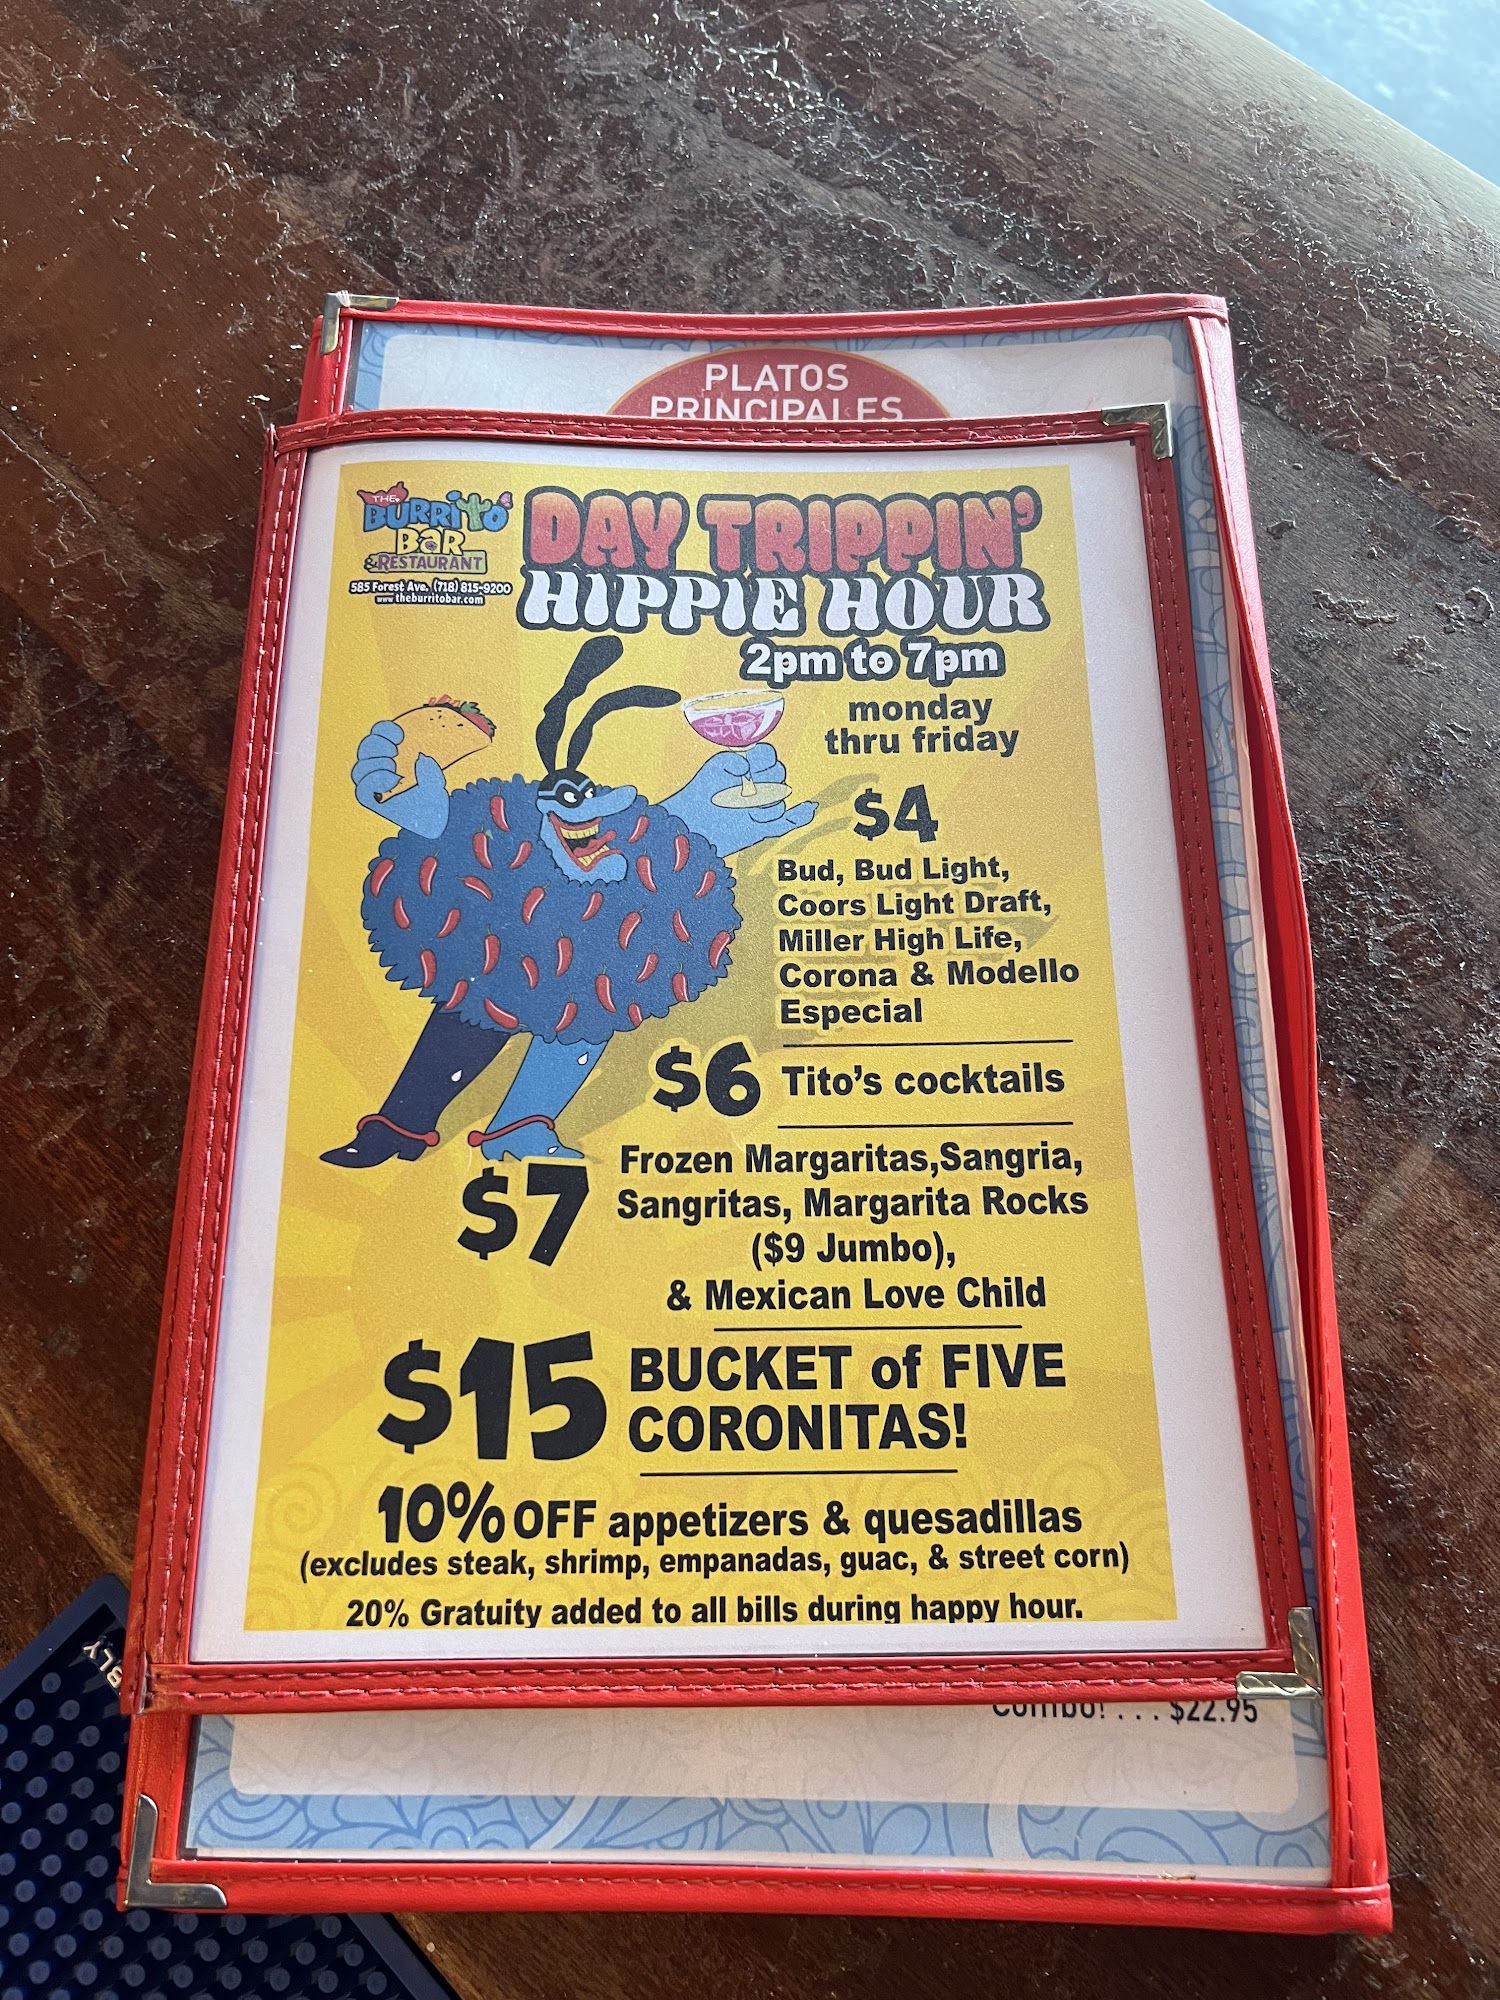 PLATOS
PRINCIPALES
THE
BURRITO
BAR
& RESTAURANT
585 Forest Ave. (718) 815-9200
www.theburritobar.com
DAY TRIPPIN'
HIPPIE HOUR
2pm to 7pm
monday
thru friday
$4
Bud, Bud Light,
Coors Light Draft,
Miller High Life,
Corona & Modello
Especial
$6 Tito's cocktails
$7 Frozen Margaritas,Sangria,
Sangritas, Margarita Rocks
($9 Jumbo),
& Mexican Love Child
$15 BUCKET of FIVE
CORONITAS!
10% OFF appetizers & quesadillas
(excludes steak, shrimp, empanadas, guac, & street corn)
20% Gratuity added to all bills during happy hour.
Combo! . . . $22.95
BLY